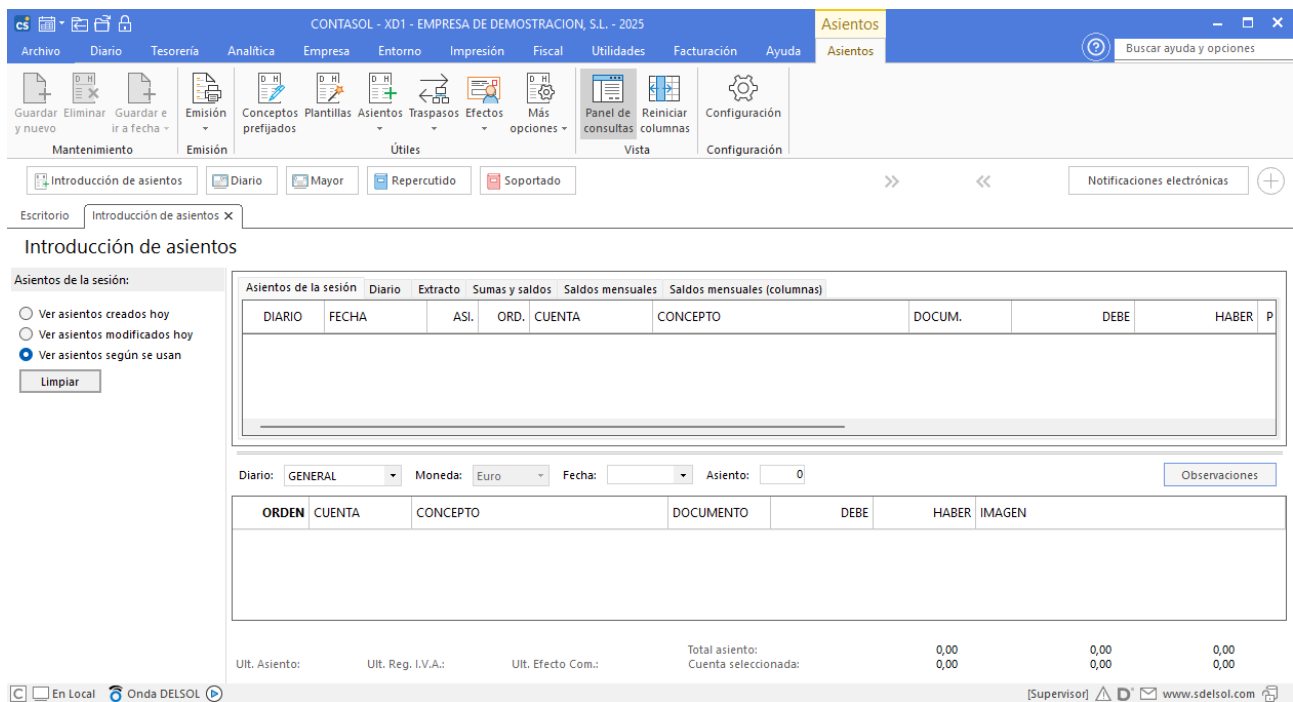 cs
CONTASOL - XD1 - EMPRESA DE DEMOSTRACION, S.L. - 2025
Asientos
Archivo Diario Tesorería Analítica Empresa Entorno Impresión Fiscal Utilidades Facturación Ayuda Asientos
Buscar ayuda y opciones
Guardar y nuevo
Eliminar
Guardar e ir a fecha
Emisión
Conceptos prefijados
Plantillas
Asientos
Traspasos
Efectos
Más opciones
Panel de consultas
Reiniciar columnas
Configuración
Mantenimiento Emisión Útiles Vista Configuración
Introducción de asientos Diario Mayor Repercutido Soportado Notificaciones electrónicas
Escritorio Introducción de asientos
Introducción de asientos
Asientos de la sesión:
Ver asientos creados hoy
Ver asientos modificados hoy
Ver asientos según se usan
Limpiar
Asientos de la sesión Diario Extracto Sumas y saldos Saldos mensuales Saldos mensuales (columnas)
DIARIO FECHA ASI. ORD. CUENTA CONCEPTO DOCUM. DEBE HABER P
Diario: GENERAL Moneda: Euro Fecha: Asiento: 0 Observaciones
ORDEN CUENTA CONCEPTO DOCUMENTO DEBE HABER IMAGEN
Total asiento: 0,00 0,00 0,00
Ult. Asiento: Ult. Reg. I.V.A.: Ult. Efecto Com.: Cuenta seleccionada: 0,00 0,00 0,00
C En Local Onda DELSOL [Supervisor] D www.sdelsol.com